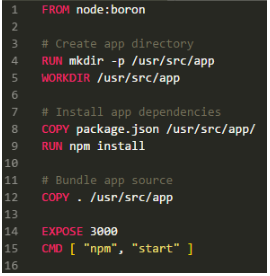 1 FROM node:boron
2
3 # Create app directory
4 RUN mkdir -p /usr/src/app
5 WORKDIR /usr/src/app
6
7 # Install app dependencies
8 COPY package.json /usr/src/app/
9 RUN npm install
10
11 # Bundle app source
12 COPY . /usr/src/app
13
14 EXPOSE 3000
15 CMD [ "npm", "start" ]
16